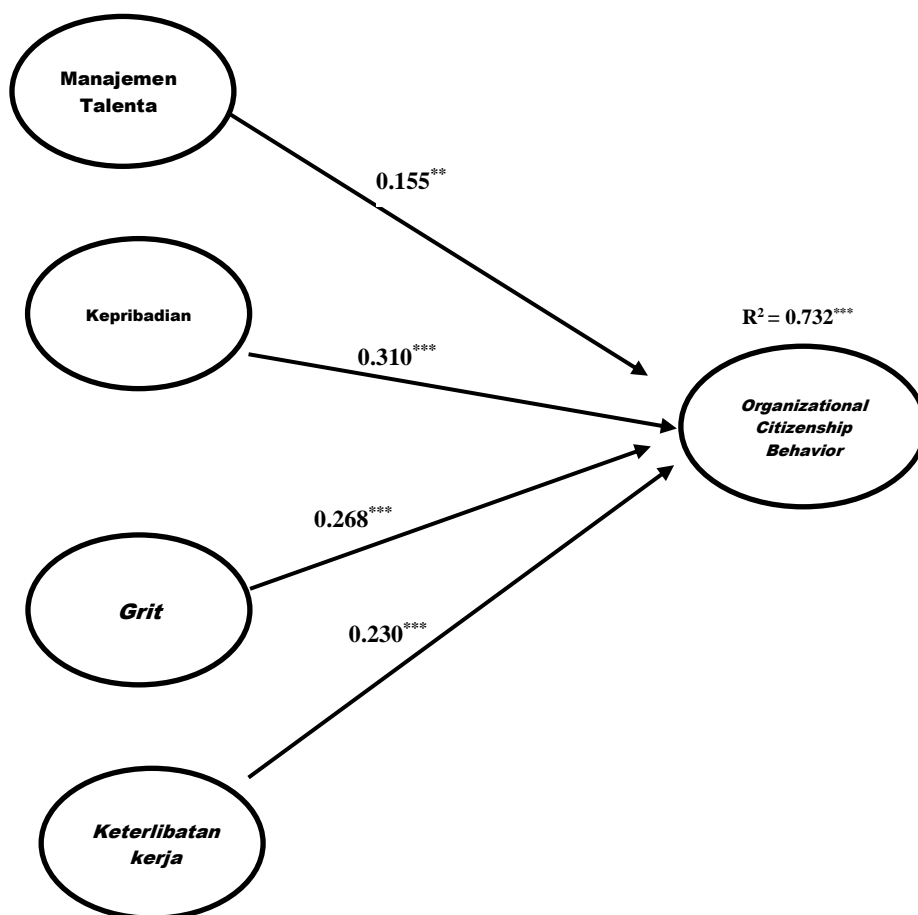 Manajemen
Talenta
0.155**
Kepribadian
0.310***
R² = 0.732***
Organizational
Citizenship
Behavior
0.268***
Grit
0.230***
Keterlibatan
kerja